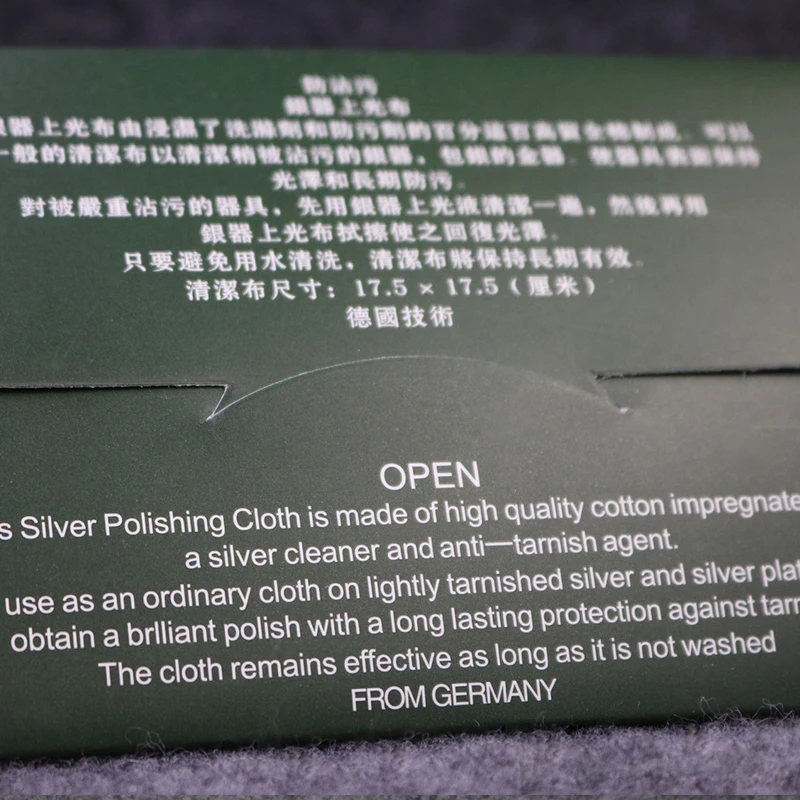 防沾污
銀器上光布
銀器上光布由浸濕了洗滌劑和防污劑的百分這百高質全棉制成．可以
一般的清潔布以清潔稍被沾污的銀器．包銀的金器．使器具表面保持
光澤和長期防污．
對被嚴重沾污的器具，先用銀器上光液清潔一遍，然後再用
銀器上光布拭擦使之回復光澤．
只要避免用水清洗，清潔布將保持長期有效．
清潔布尺寸：17.5 × 17.5（厘米）
德國技術
OPEN
s Silver Polishing Cloth is made of high quality cotton impregnate
a silver cleaner and anti—tarnish agent.
use as an ordinary cloth on lightly tarnished silver and silver plat
obtain a brlliant polish with a long lasting protection against tarr
The cloth remains effective as long as it is not washed
FROM GERMANY